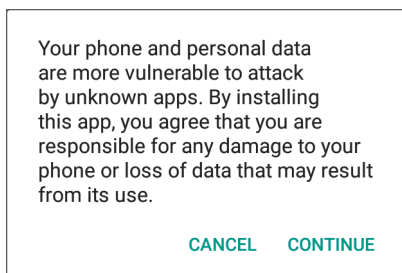 Your phone and personal data
are more vulnerable to attack
by unknown apps. By installing
this app, you agree that you are
responsible for any damage to your
phone or loss of data that may result
from its use.
CANCEL CONTINUE